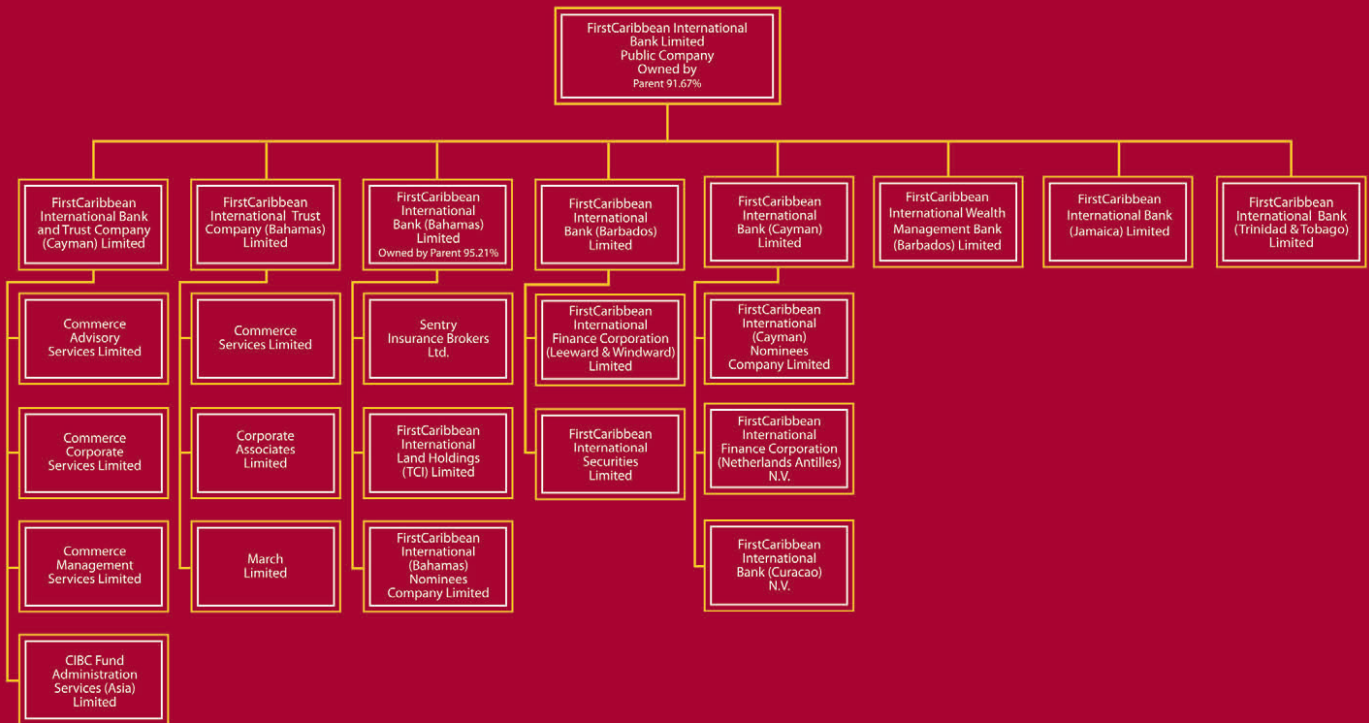 FirstCaribbean International
Bank Limited
Public Company
Owned by
Parent 91.67%
FirstCaribbean
International Bank
and Trust Company
(Cayman) Limited
FirstCaribbean
International Trust
Company (Bahamas)
Limited
FirstCaribbean
International
Bank (Bahamas)
Limited
Owned by Parent 95.21%
FirstCaribbean
International
Bank (Barbados)
Limited
FirstCaribbean
International
Bank (Cayman)
Limited
FirstCaribbean
International Wealth
Management Bank
(Barbados) Limited
FirstCaribbean
International Bank
(Jamaica) Limited
FirstCaribbean
International Bank
(Trinidad & Tobago)
Limited
Commerce
Advisory
Services Limited
Commerce
Services Limited
Sentry
Insurance Brokers
Ltd.
FirstCaribbean
International
Finance Corporation
(Leeward & Windward)
Limited
FirstCaribbean
International
(Cayman)
Nominees
Company Limited
Commerce
Corporate
Services Limited
Corporate
Associates
Limited
FirstCaribbean
International
Land Holdings
(TCI) Limited
FirstCaribbean
International
Securities
Limited
FirstCaribbean
International
Finance Corporation
(Netherlands Antilles)
N.V.
Commerce
Management
Services Limited
March
Limited
FirstCaribbean
International
(Bahamas)
Nominees
Company Limited
FirstCaribbean
International
Bank (Curacao)
N.V.
CIBC Fund
Administration
Services (Asia)
Limited